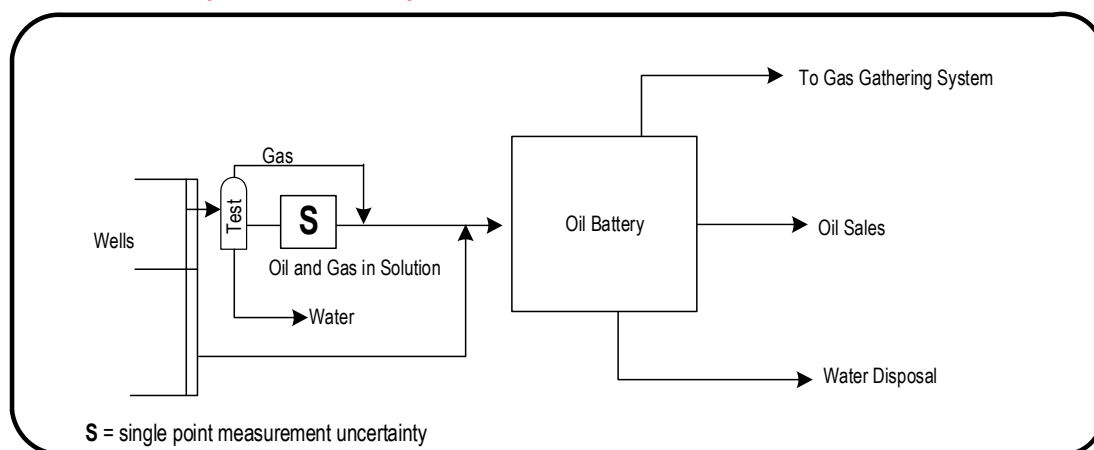 To Gas Gathering System
Gas
Test
S
Wells
Oil Battery
Oil Sales
Oil and Gas in Solution
Water
Water Disposal
S = single point measurement uncertainty